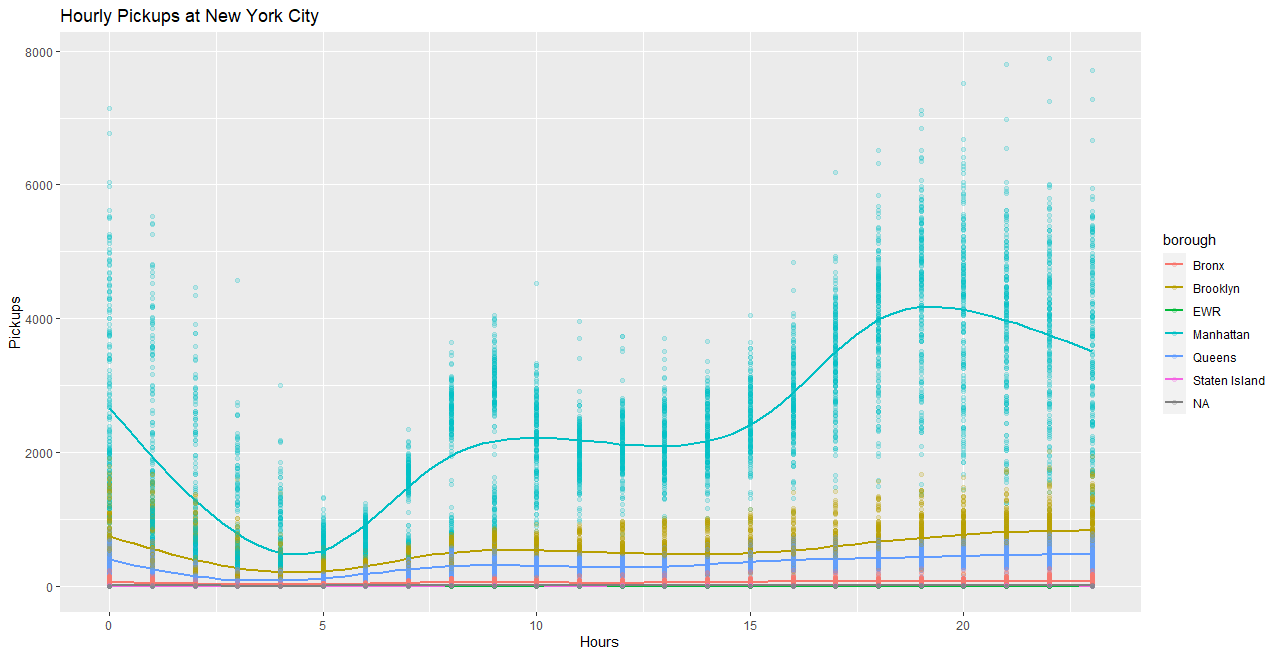 Hourly Pickups at New York City
8000
6000
4000
2000
0
Pickups
0 5 10 15 20
Hours
borough
Bronx
Brooklyn
EWR
Manhattan
Queens
Staten Island
NA